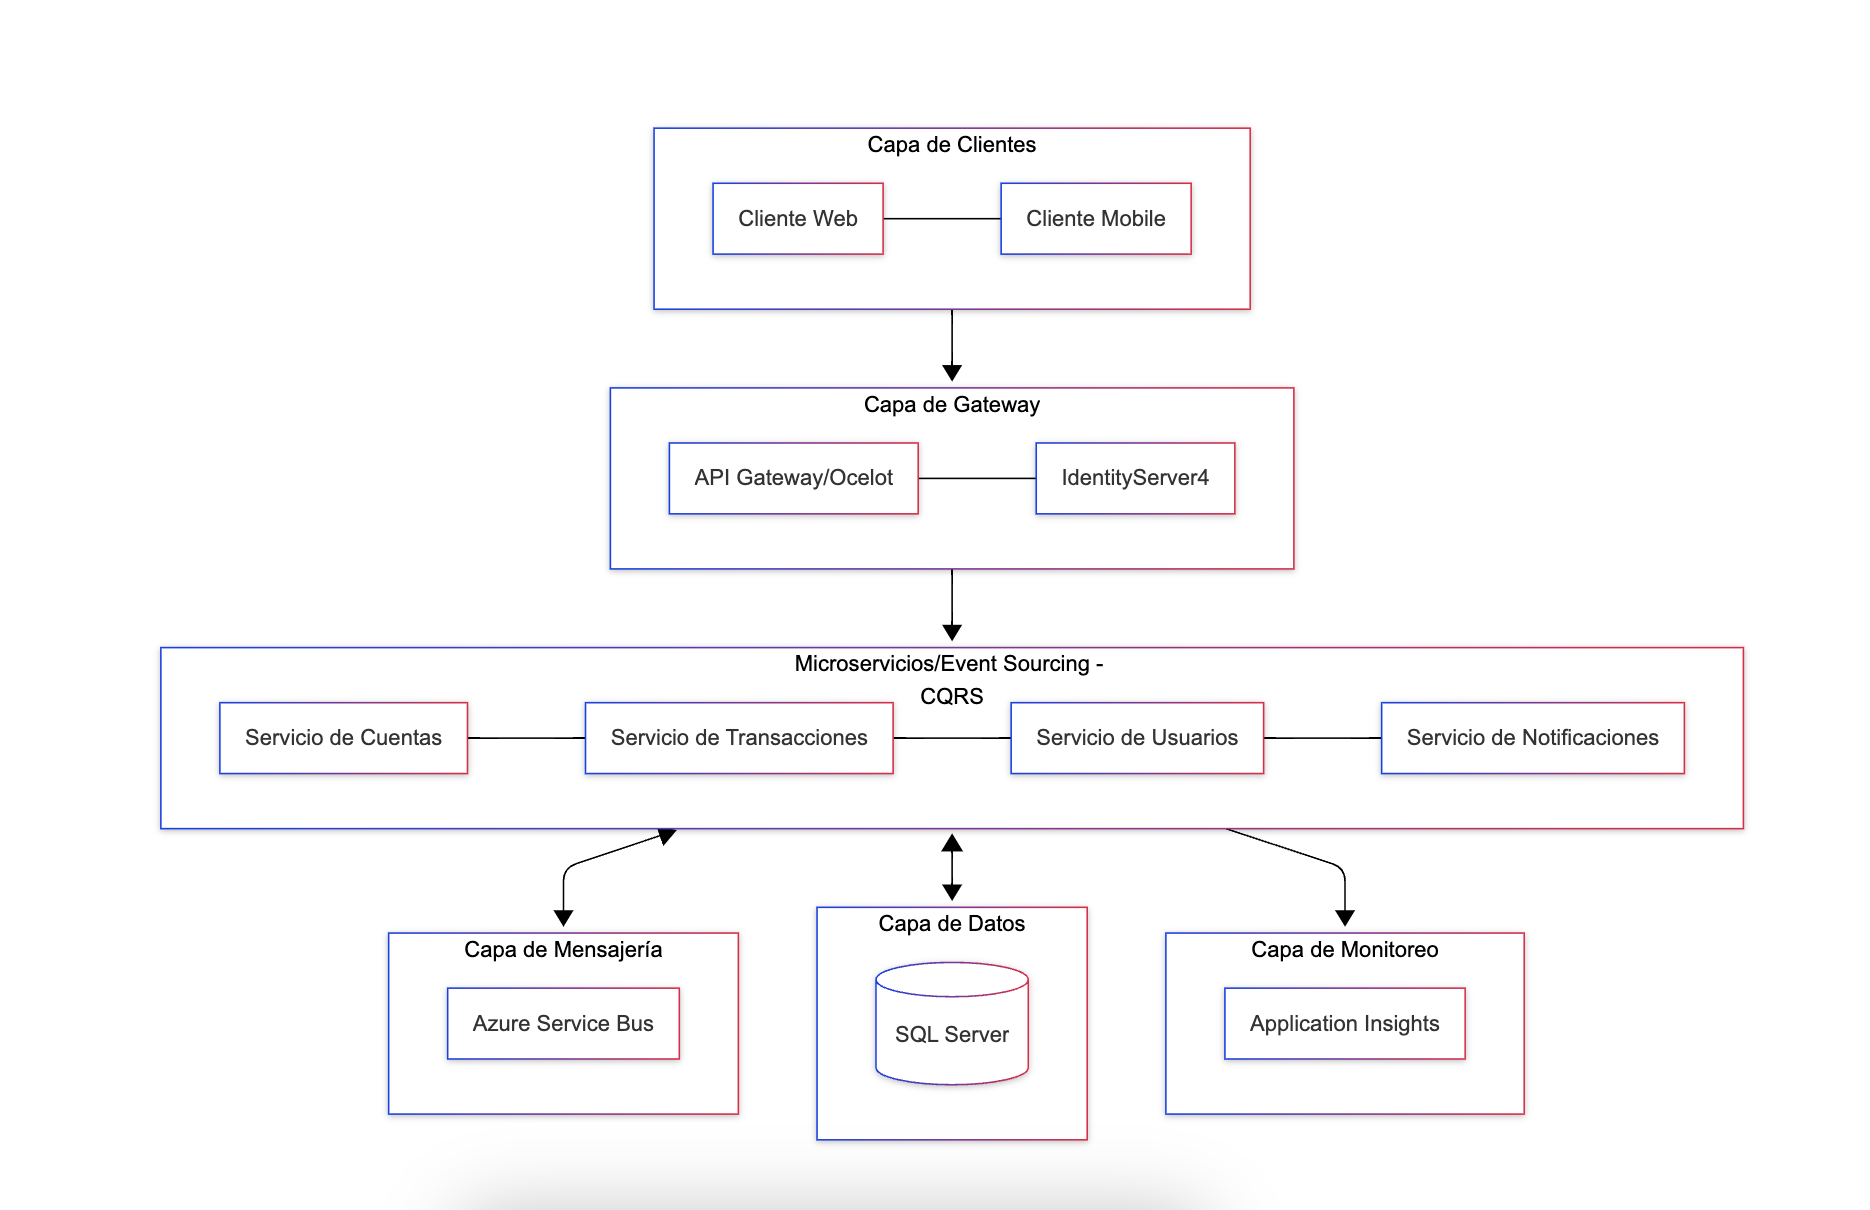 Capa de Clientes
Cliente Web
Cliente Mobile
Capa de Gateway
API Gateway/Ocelot
IdentityServer4
Microservicios/Event Sourcing -
CQRS
Servicio de Cuentas
Servicio de Transacciones
Servicio de Usuarios
Servicio de Notificaciones
Capa de Mensajería
Azure Service Bus
Capa de Datos
SQL Server
Capa de Monitoreo
Application Insights